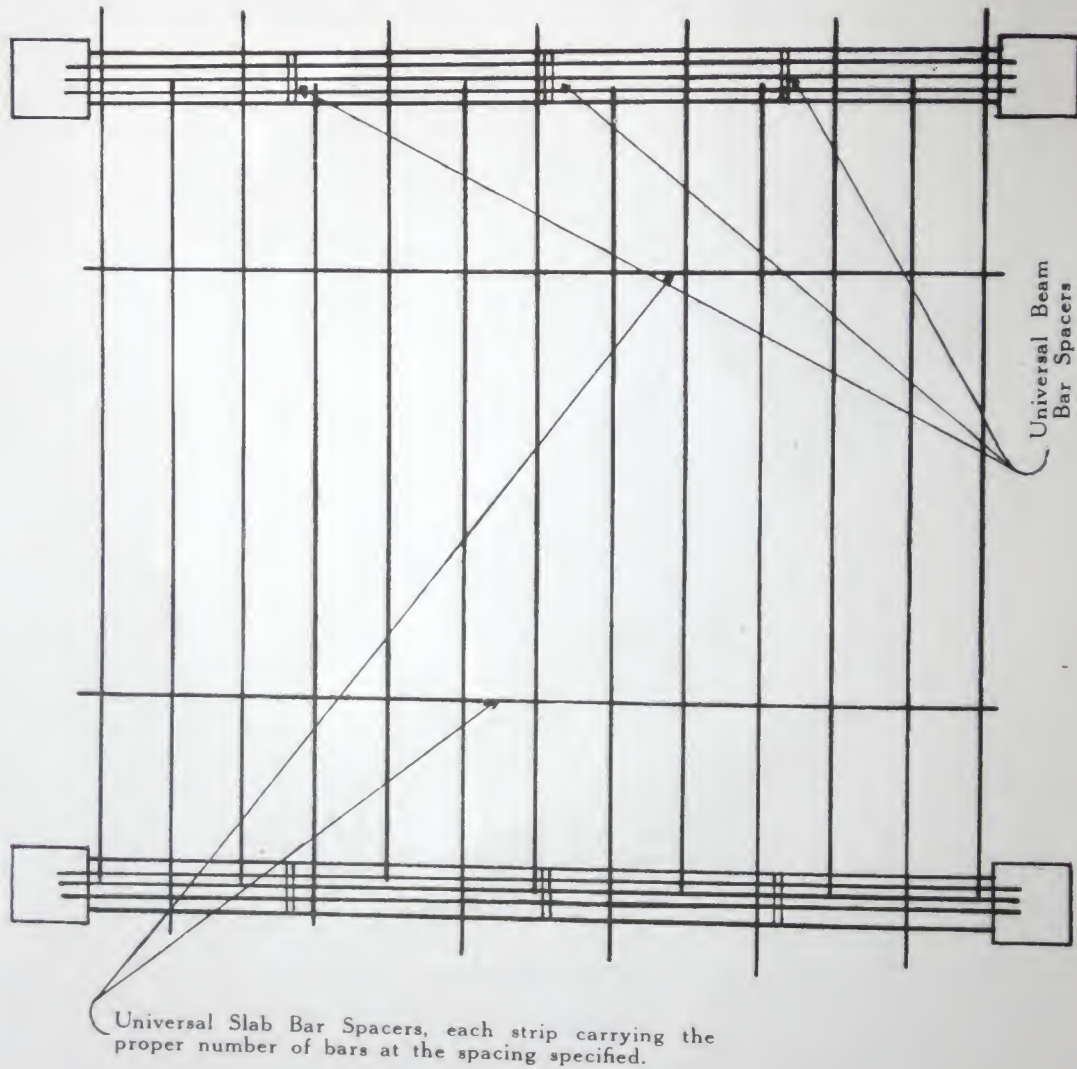 Universal Beam
Bar Spacers
Universal Slab Bar Spacers, each strip carrying the
proper number of bars at the spacing specified.